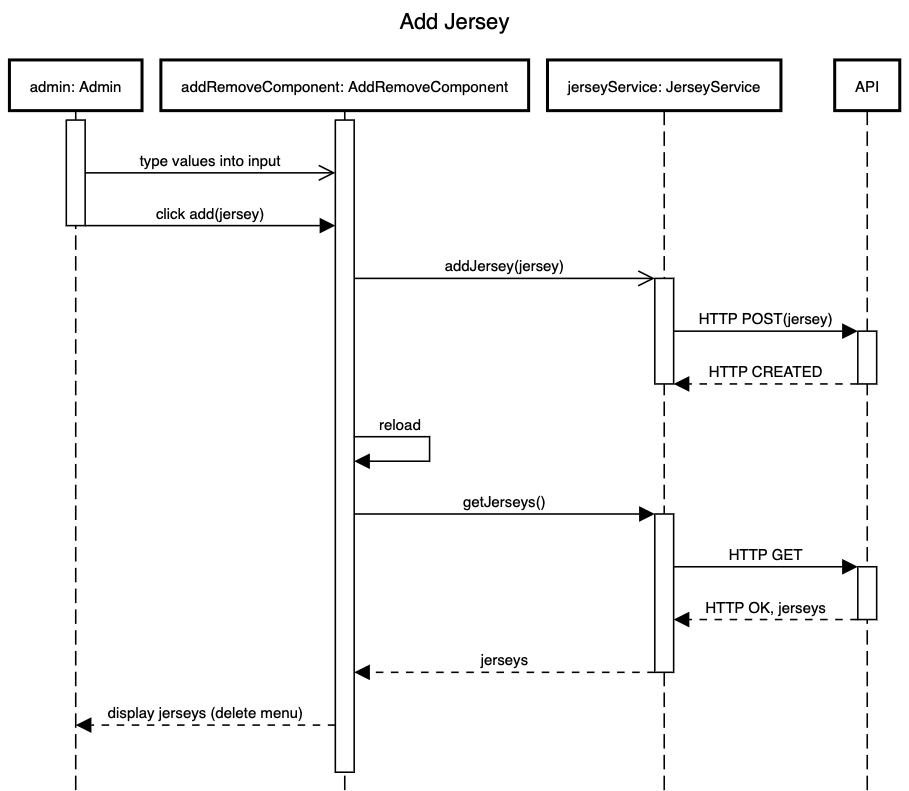 Add Jersey
admin: Admin
addRemoveComponent: AddRemoveComponent
jerseyService: JerseyService
API
type values into input
click add(jersey)
addJersey(jersey)
HTTP POST(jersey)
HTTP CREATED
reload
getJerseys()
HTTP GET
HTTP OK, jerseys
jerseys
display jerseys (delete menu)